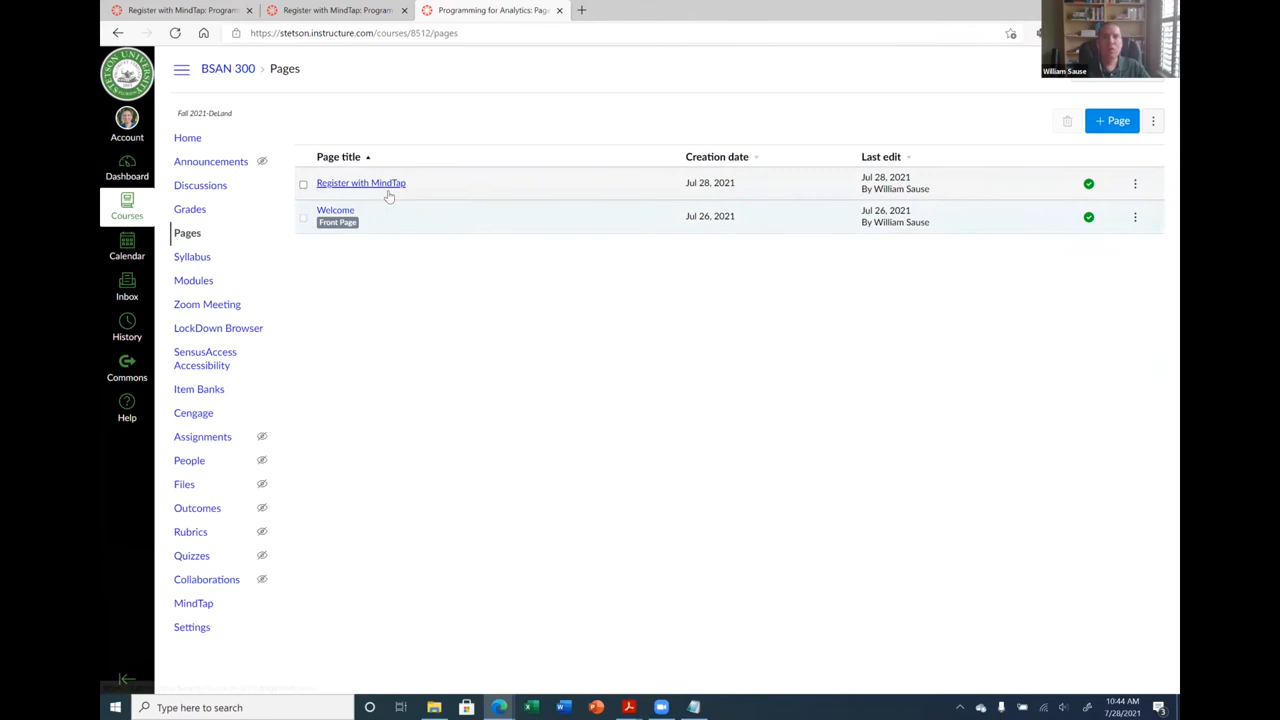 Register with MindTap: Programm
Register with MindTap: Program
Programming for Analytics: Page
https://stetson.instructure.com/courses/8512/pages
William Sause
BSAN 300 › Pages
Account
Dashboard
Courses
Calendar
Inbox
History
Commons
Help
Fall 2021-DeLand
Home
Announcements
Discussions
Grades
Pages
Syllabus
Modules
Zoom Meeting
LockDown Browser
SensusAccess
Accessibility
Item Banks
Cengage
Assignments
People
Files
Outcomes
Rubrics
Quizzes
Collaborations
MindTap
Settings
+ Page
Page title Creation date Last edit
Register with MindTap Jul 28, 2021 Jul 28, 2021
By William Sause
Welcome Jul 26, 2021 Jul 26, 2021
Front Page By William Sause
Type here to search
10:44 AM
7/28/2021
3